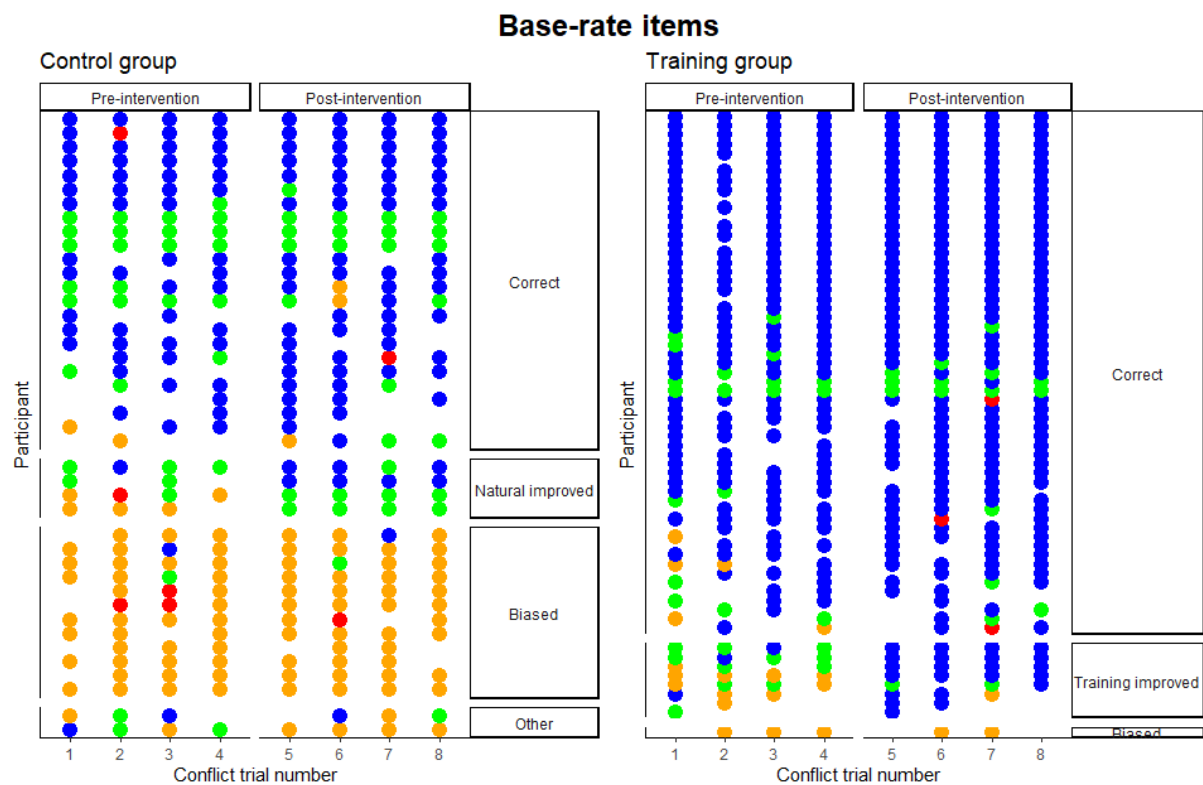 Base-rate items
Control group
Training group
Pre-intervention
Post-intervention
Pre-intervention
Post-intervention
Participant
Correct
Natural improved
Biased
Other
Participant
Correct
Training improved
Biased
1 2 3 4 5 6 7 8
1 2 3 4 5 6 7 8
Conflict trial number
Conflict trial number